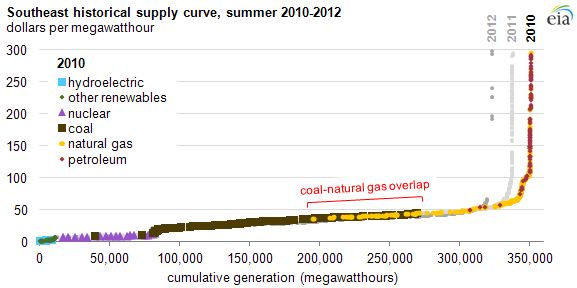 Southeast historical supply curve, summer 2010-2012
dollars per megawatthour
2012
2011
2010
eia
300
250
200
150
100
50
0
2010
hydroelectric
other renewables
nuclear
coal
natural gas
petroleum
coal-natural gas overlap
0
50,000
100,000
150,000
200,000
250,000
300,000
350,000
cumulative generation (megawatthours)